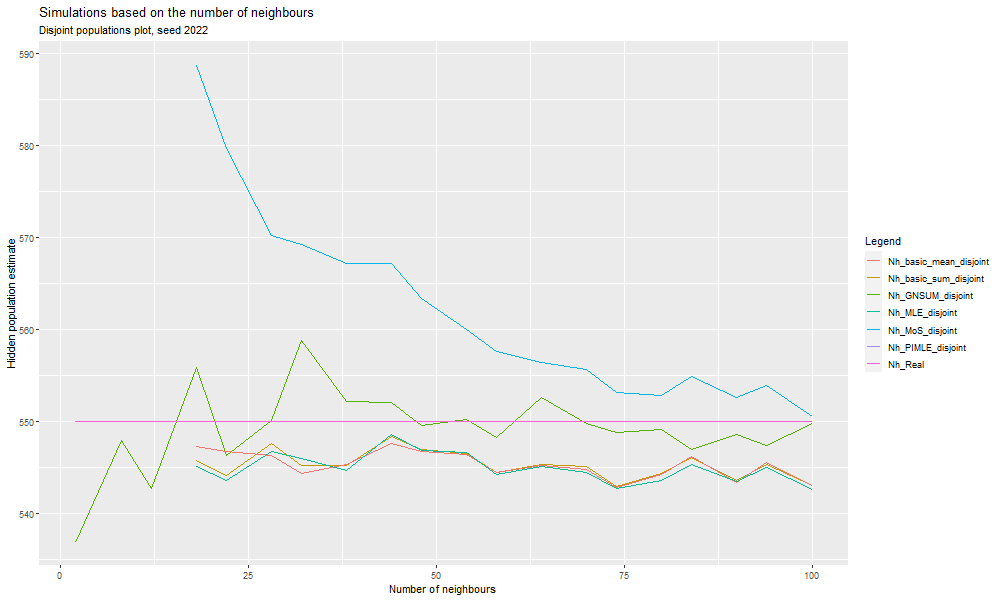 Simulations based on the number of neighbours
Disjoint populations plot, seed 2022
590
580
570
560
550
540
Hidden population estimate
0
25
50
75
100
Number of neighbours
Legend
Nh_basic_mean_disjoint
Nh_basic_sum_disjoint
Nh_GNSUM_disjoint
Nh_MLE_disjoint
Nh_MoS_disjoint
Nh_PIMLE_disjoint
Nh_Real